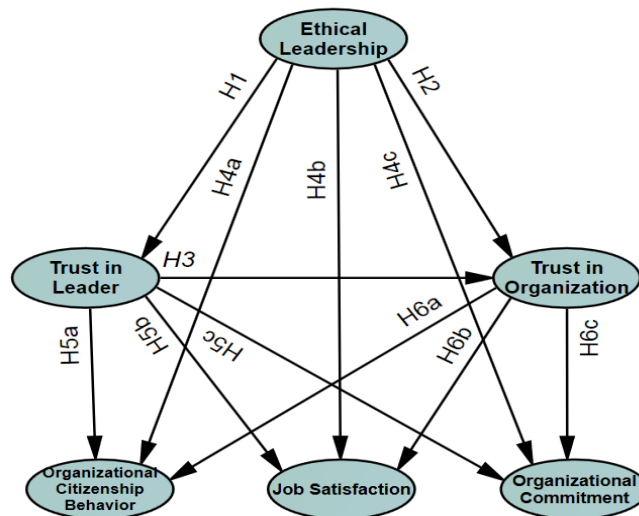 Ethical
Leadership
H1
H2
H4a
H4b
H4c
Trust in
Leader
H3
Trust in
Organization
H5a
H5b
H5c
H6a
H6b
H6c
Organizational
Citizenship
Behavior
Job Satisfaction
Organizational
Commitment